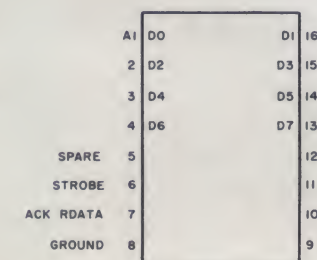 A1 D0 D1 16
2 D2 D3 15
3 D4 D5 14
4 D6 D7 13
SPARE 5 12
STROBE 6 11
ACK RDATA 7 10
GROUND 8 9